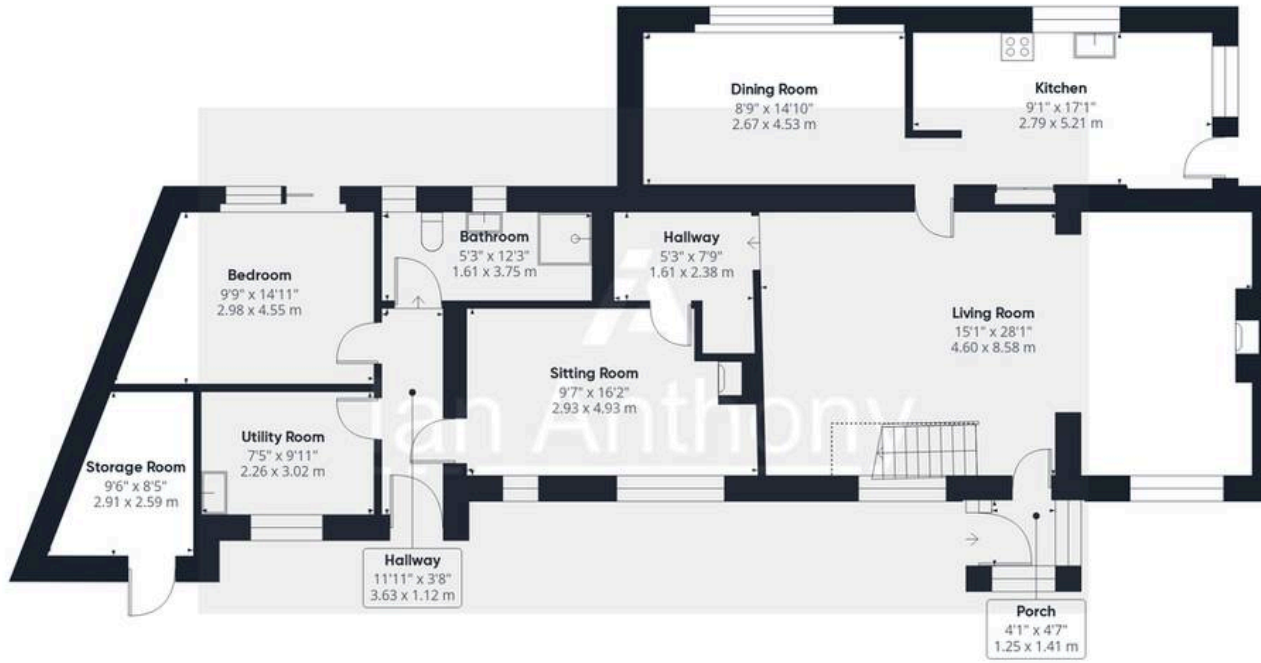 Dining Room
8'9" x 14'10"
2.67 x 4.53 m
Kitchen
9'1" x 17'1"
2.79 x 5.21 m
Bedroom
9'9" x 14'11"
2.98 x 4.55 m
Bathroom
5'3" x 12'3"
1.61 x 3.75 m
Hallway
5'3" x 7'9"
1.61 x 2.38 m
Living Room
15'1" x 28'1"
4.60 x 8.58 m
Sitting Room
9'7" x 16'2"
2.93 x 4.93 m
Ian Anthony
Utility Room
7'5" x 9'11"
2.26 x 3.02 m
Storage Room
9'6" x 8'5"
2.91 x 2.59 m
Hallway
11'11" x 3'8"
3.63 x 1.12 m
Porch
4'1" x 4'7"
1.25 x 1.41 m